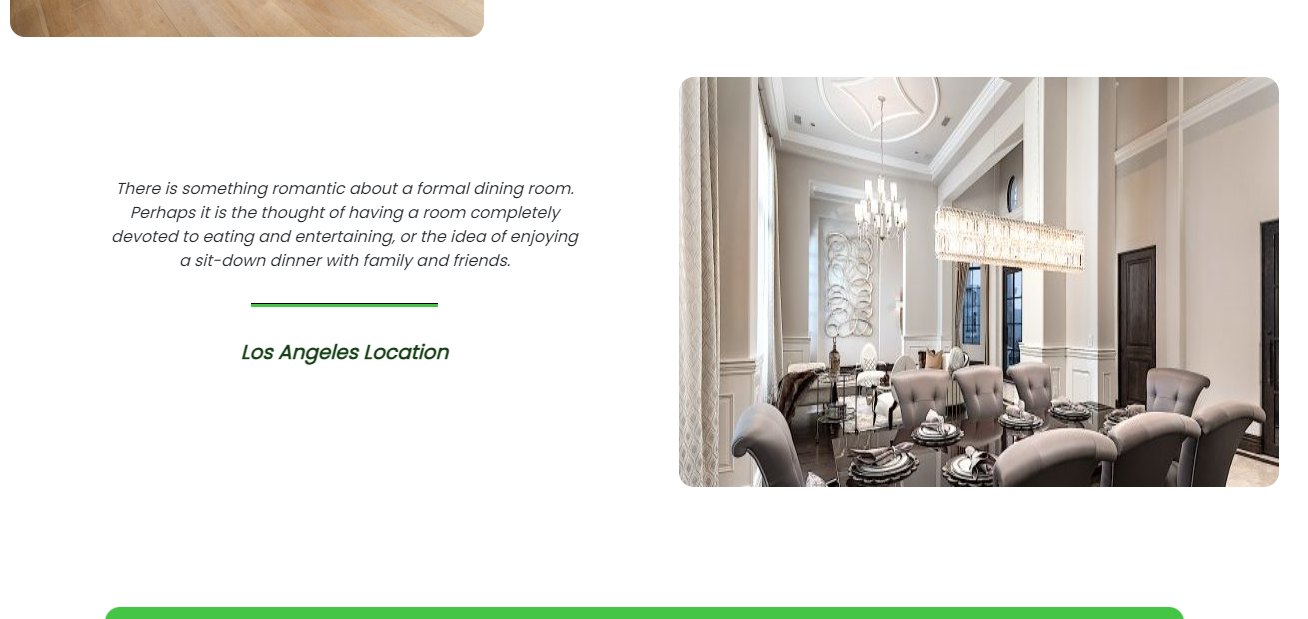 There is something romantic about a formal dining room.
Perhaps it is the thought of having a room completely
devoted to eating and entertaining, or the idea of enjoying
a sit-down dinner with family and friends.
Los Angeles Location